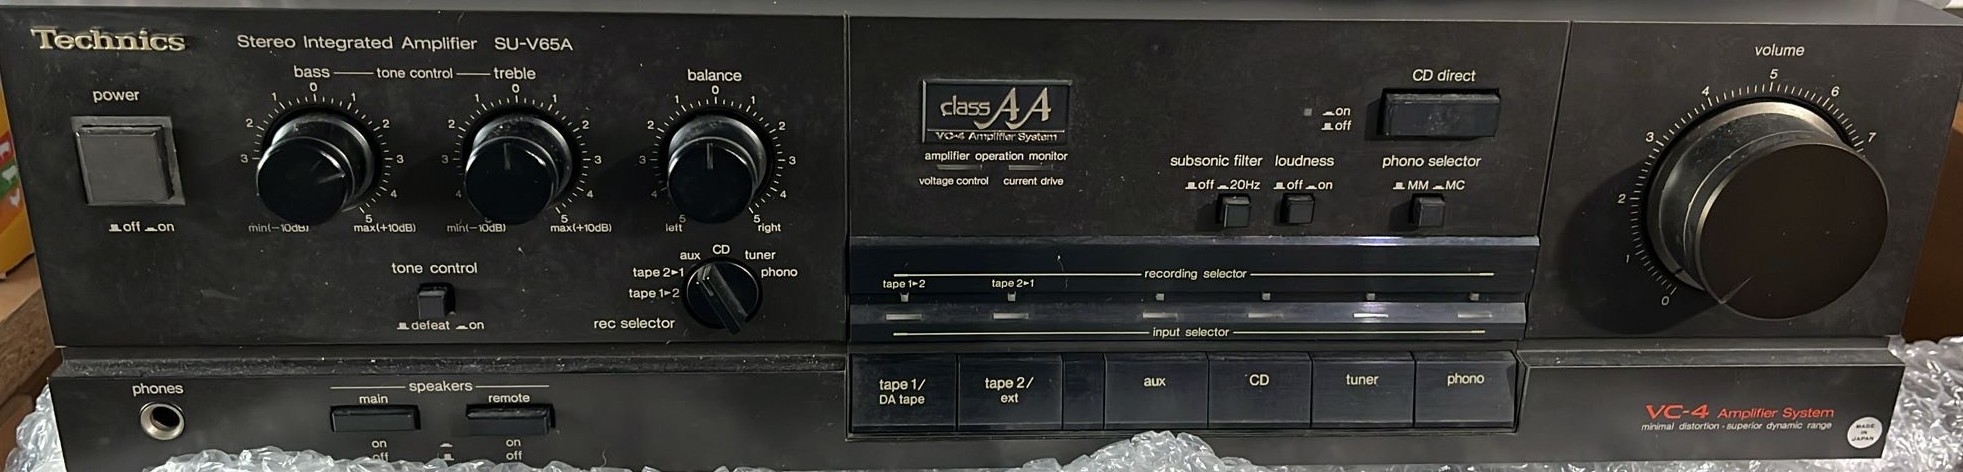 Technics
Stereo Integrated Amplifier SU-V65A
power
off on
bass tone control treble
0
1 1
2 2
3 3
4
5
min(-10dB) max(+10dB)
0
1 1
2 2
3 3
4
5
min(-10dB) max(+10dB)
balance
0
1 1
2 2
3 3
4 4
5 5
left right
tone control
defeat on
aux CD tuner
tape 2▸1 phono
tape 1▸2
rec selector
phones
speakers
main remote
on on
off off
class AA
VC-4 Amplifier System
amplifier operation monitor
voltage control current drive
CD direct
on
off
subsonic filter loudness phono selector
off 20Hz off on MM MC
recording selector
tape 1▸2 tape 2▸1
input selector
tape 1/
DA tape
tape 2/
ext
aux
CD
tuner
phono
volume
0
1
2
3
4
5
6
7
VC-4 Amplifier System
minimal distortion · superior dynamic range
MADE
IN
JAPAN